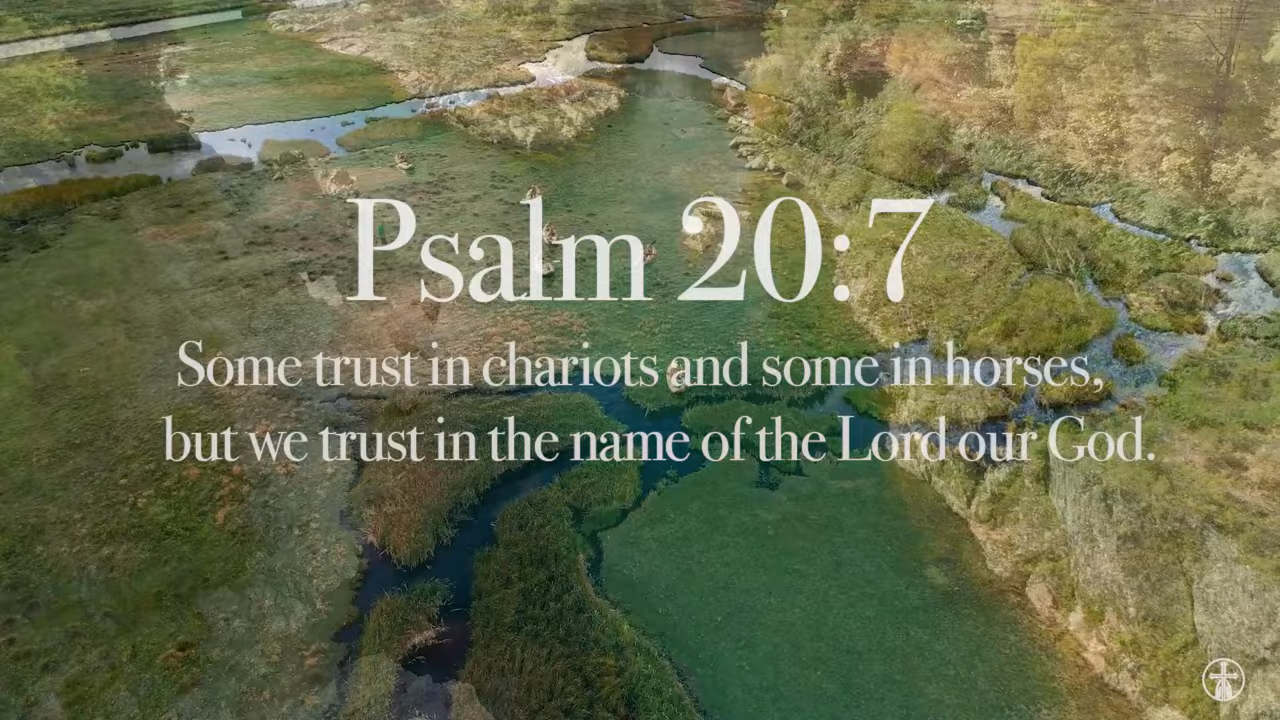 Psalm 20:7
Some trust in chariots and some in horses,
but we trust in the name of the Lord our God.